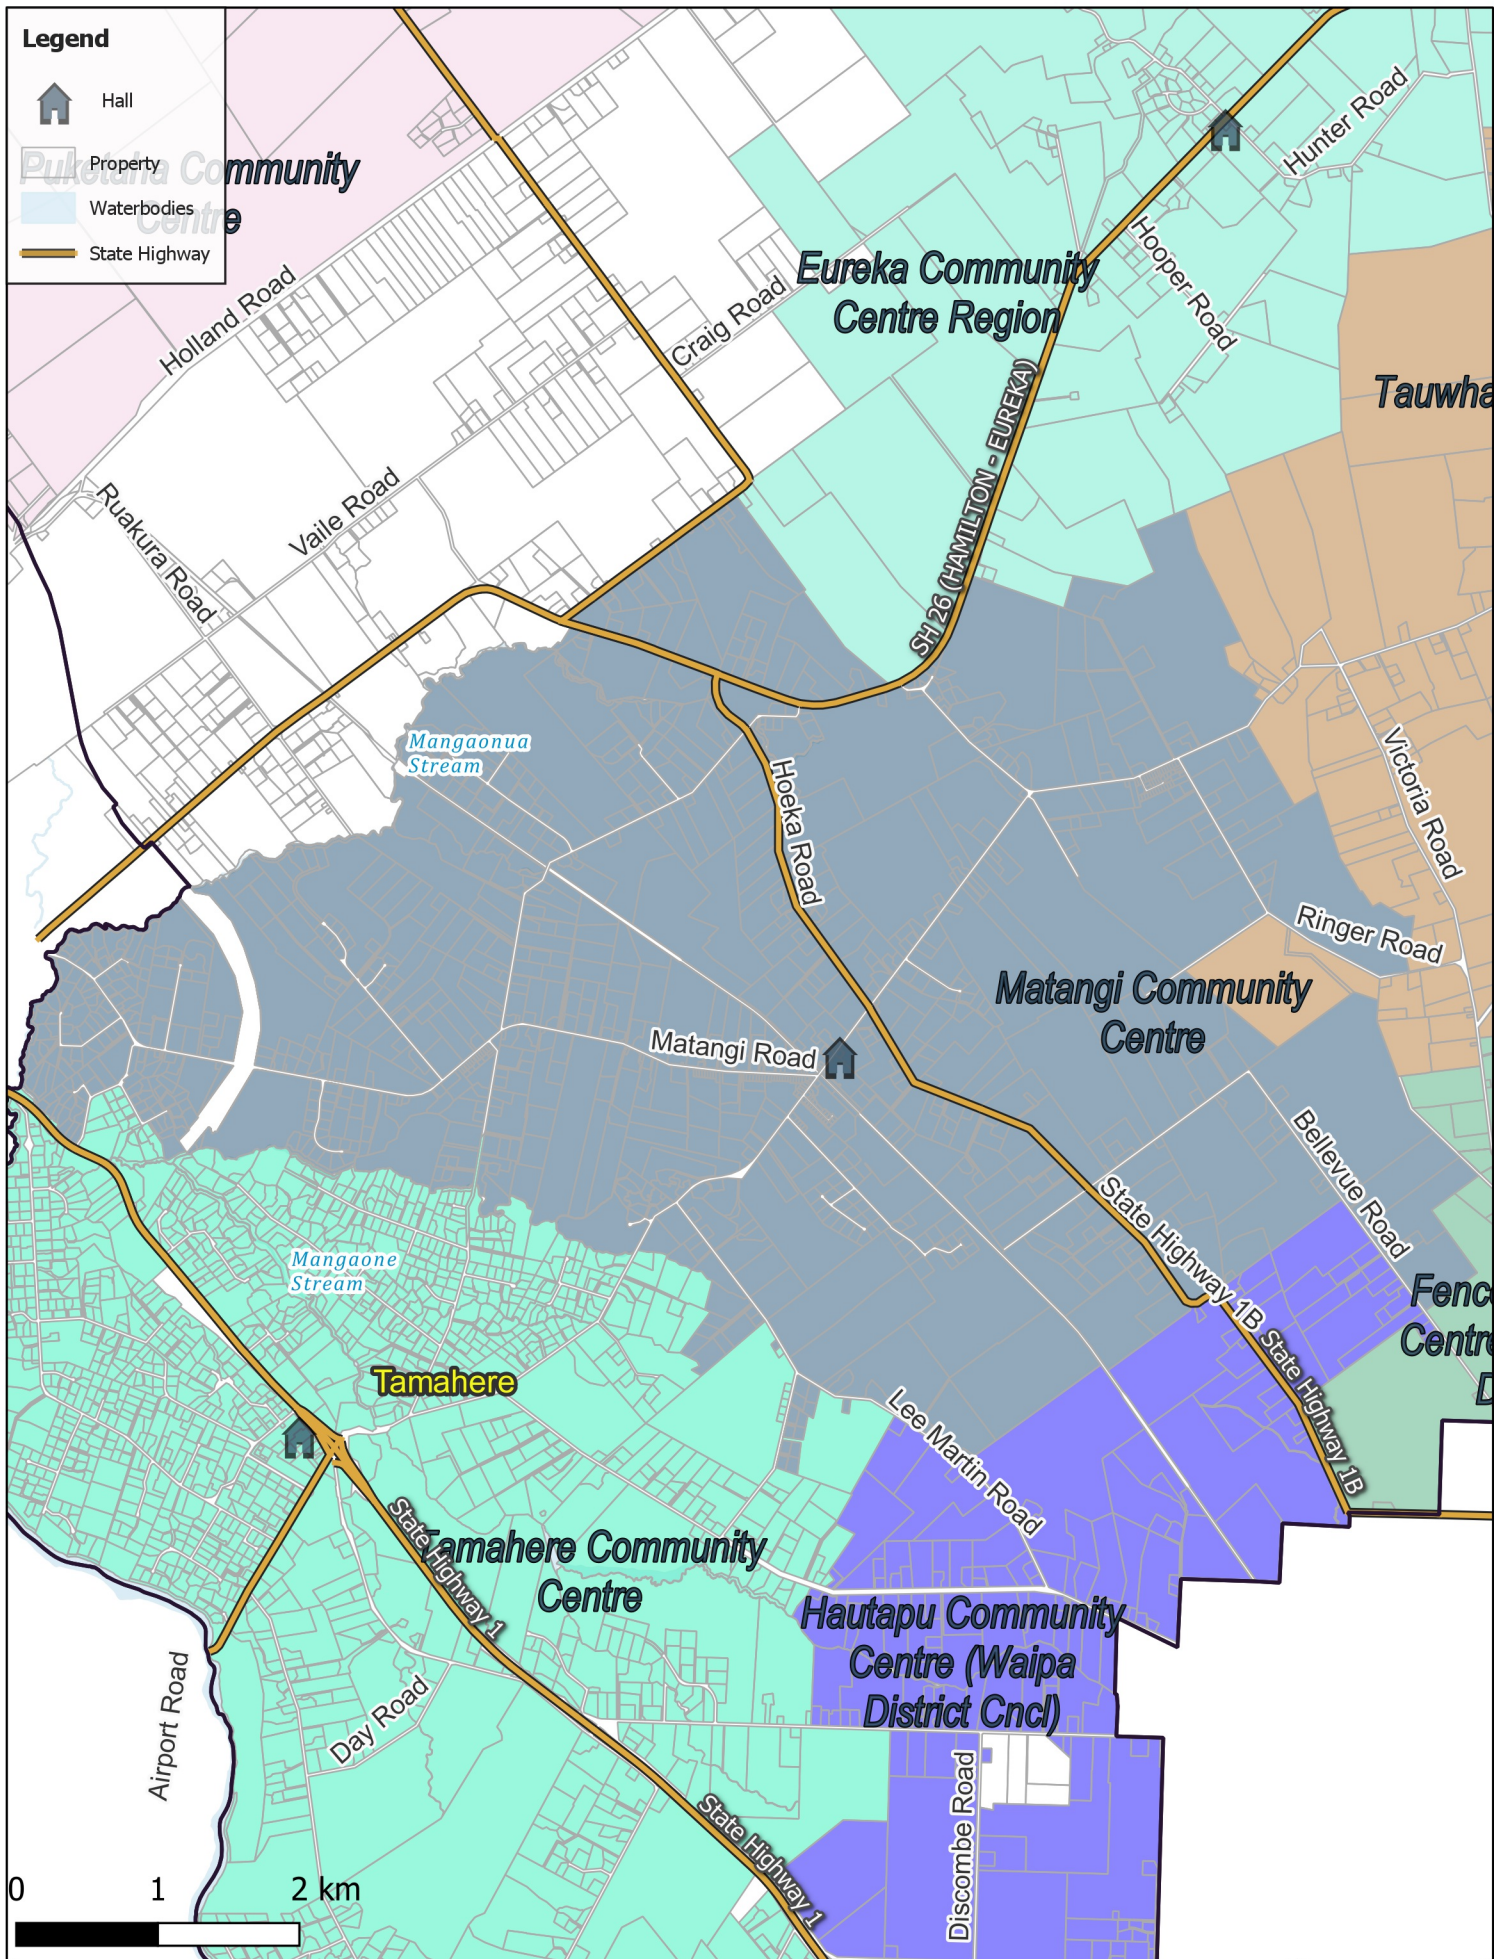 Legend
Hall
Property
Waterbodies
State Highway
Puketaha Community
Centre
Holland Road
Hunter Road
Hooper Road
Eureka Community
Centre Region
Craig Road
Tauwha
SH 26 (HAMILTON - EUREKA)
Vaile Road
Ruakura Road
Mangaonua
Stream
Hoeka Road
Victoria Road
Ringer Road
Matangi Community
Centre
Matangi Road
Bellevue Road
State Highway 1B
State Highway 1B
Mangaone
Stream
Fence
Centre
D
Tamahere
Lee Martin Road
State Highway 1
Tamahere Community
Centre
Hautapu Community
Centre (Waipa
District Cncl)
Airport Road
Day Road
Discombe Road
State Highway 1
0 1 2 km